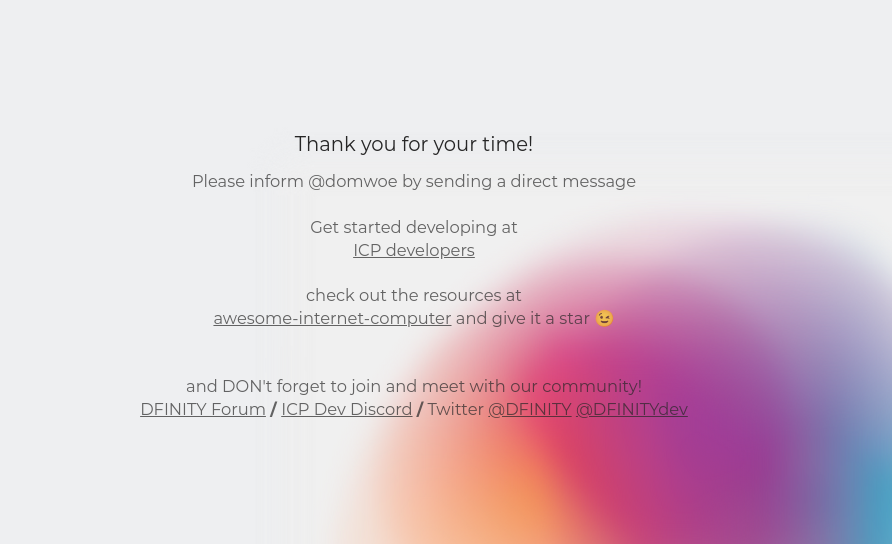 Thank you for your time!
Please inform @domwoe by sending a direct message
Get started developing at
ICP developers
check out the resources at
awesome-internet-computer and give it a star 😉
and DON't forget to join and meet with our community!
DFINITY Forum / ICP Dev Discord / Twitter @DFINITY @DFINITYdev